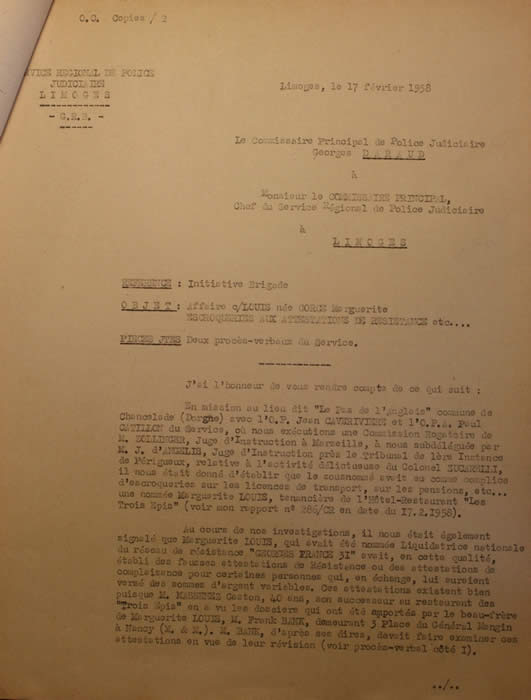 O.C. Copies / 2
VICE REGIONAL DE POLICE
JUDICIAIRE
LIMOGES
Limoges, le 17 février 1958
Le Commissaire Principal de Police Judiciaire
Georges DARAUD
à
Monsieur le COMMISSAIRE PRINCIPAL,
Chef du Service Régional de Police Judiciaire
à
LIMOGES
REFERENCE : Initiative Brigade
OBJET : Affaire c/LOUIS née GORCE Marguerite
ESCROQUERIES AUX ATTESTATIONS DE RESISTANCE etc....
PIECES JTES Deux procès-verbaux du Service.
J'ai l'honneur de vous rendre compte de ce qui suit :
En mission au lieu dit "Le Pas de l'Anglais" commune de
Chancelade (Dorgne) avec l'O.P. Jean CAVERIVIERE et l'O.P.A. Paul
CATILLON du Service, où nous exécutions une Commission Rogatoire de
M. ZOLLINGER, Juge d'Instruction à Marseille, à nous subdéléguée par
M. J. d'ANGELIS, Juge d'Instruction près le Tribunal de 1ère Instance
de Périgueux, relative à l'activité délictueuse du Colonel SUCARELLI,
il nous était donné d'établir que le susnommé avait eu comme complice
d'escroqueries sur les licences de transport, sur les pensions, etc...
une nommée Marguerite LOUIS, tenancière de l'Hôtel-Restaurant "Les
Trois Epis" (voir mon rapport n° 286/CR en date du 17.2.1958).
Au cours de nos investigations, il nous était également
signalé que Marguerite LOUIS, qui avait été nommée Liquidatrice nationale
du réseau de résistance "GEORGES FRANCE 31" avait, en cette qualité,
établi des fausses attestations de Résistance ou des attestations de
complaisance pour certaines personnes qui, en échange, lui auraient
versé des sommes d'argent variables. Ces attestations existent bien
puisque M. Gaston, 40 ans, son successeur au restaurant des
"Trois Epis" en a vu les dossiers qui ont été apportés par le beau-frère
de Marguerite LOUIS, M. Frank BANK, demeurant 3 Place du Général Mangin
à Nancy (M. & M.). M. BANK, d'après ses dires, devait faire examiner ces
attestations en vue de leur révision (voir procès-verbal côté I).
../..